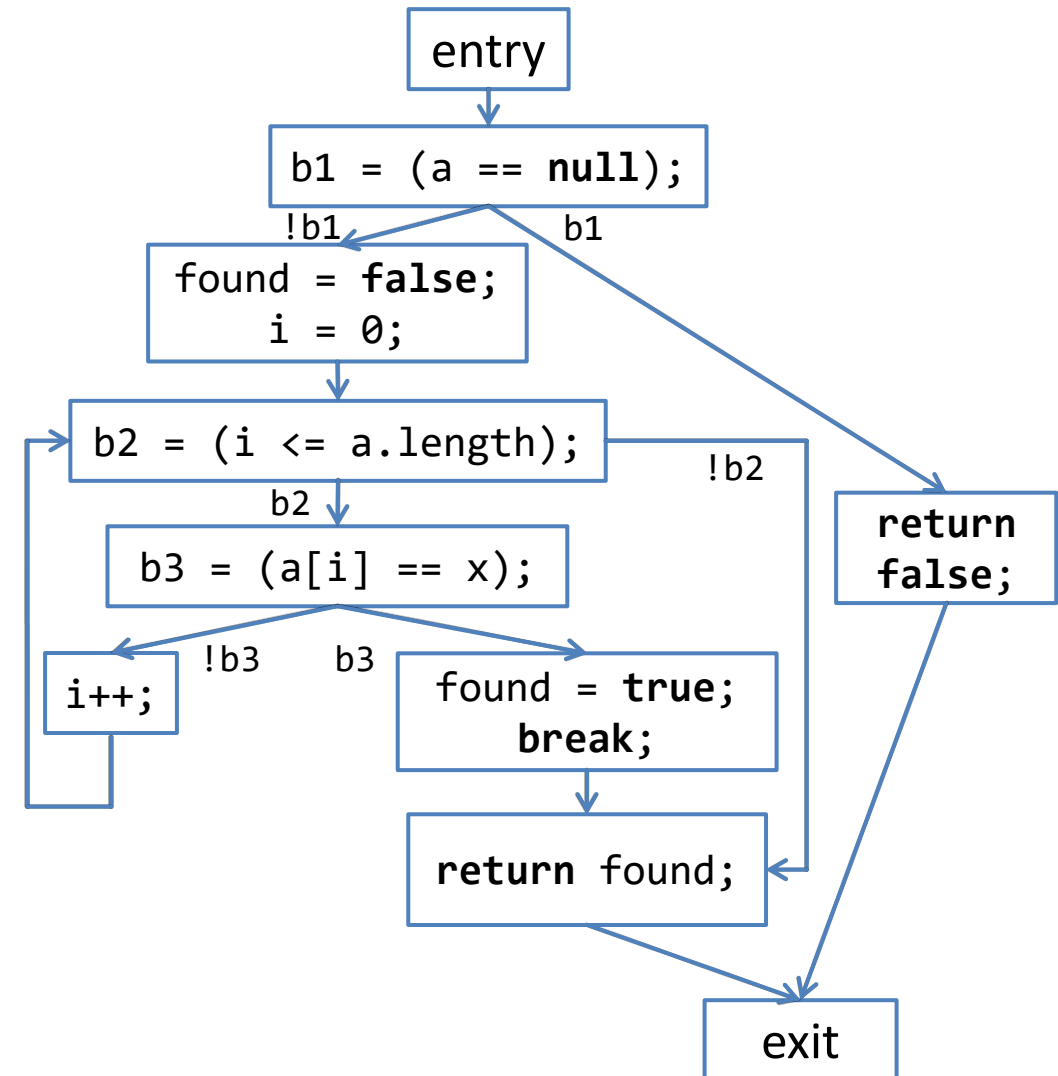 entry
b1 = (a == null);
!b1
b1
found = false;
i = 0;
b2 = (i <= a.length);
!b2
b2
return
false;
b3 = (a[i] == x);
!b3
b3
i++;
found = true;
break;
return found;
exit